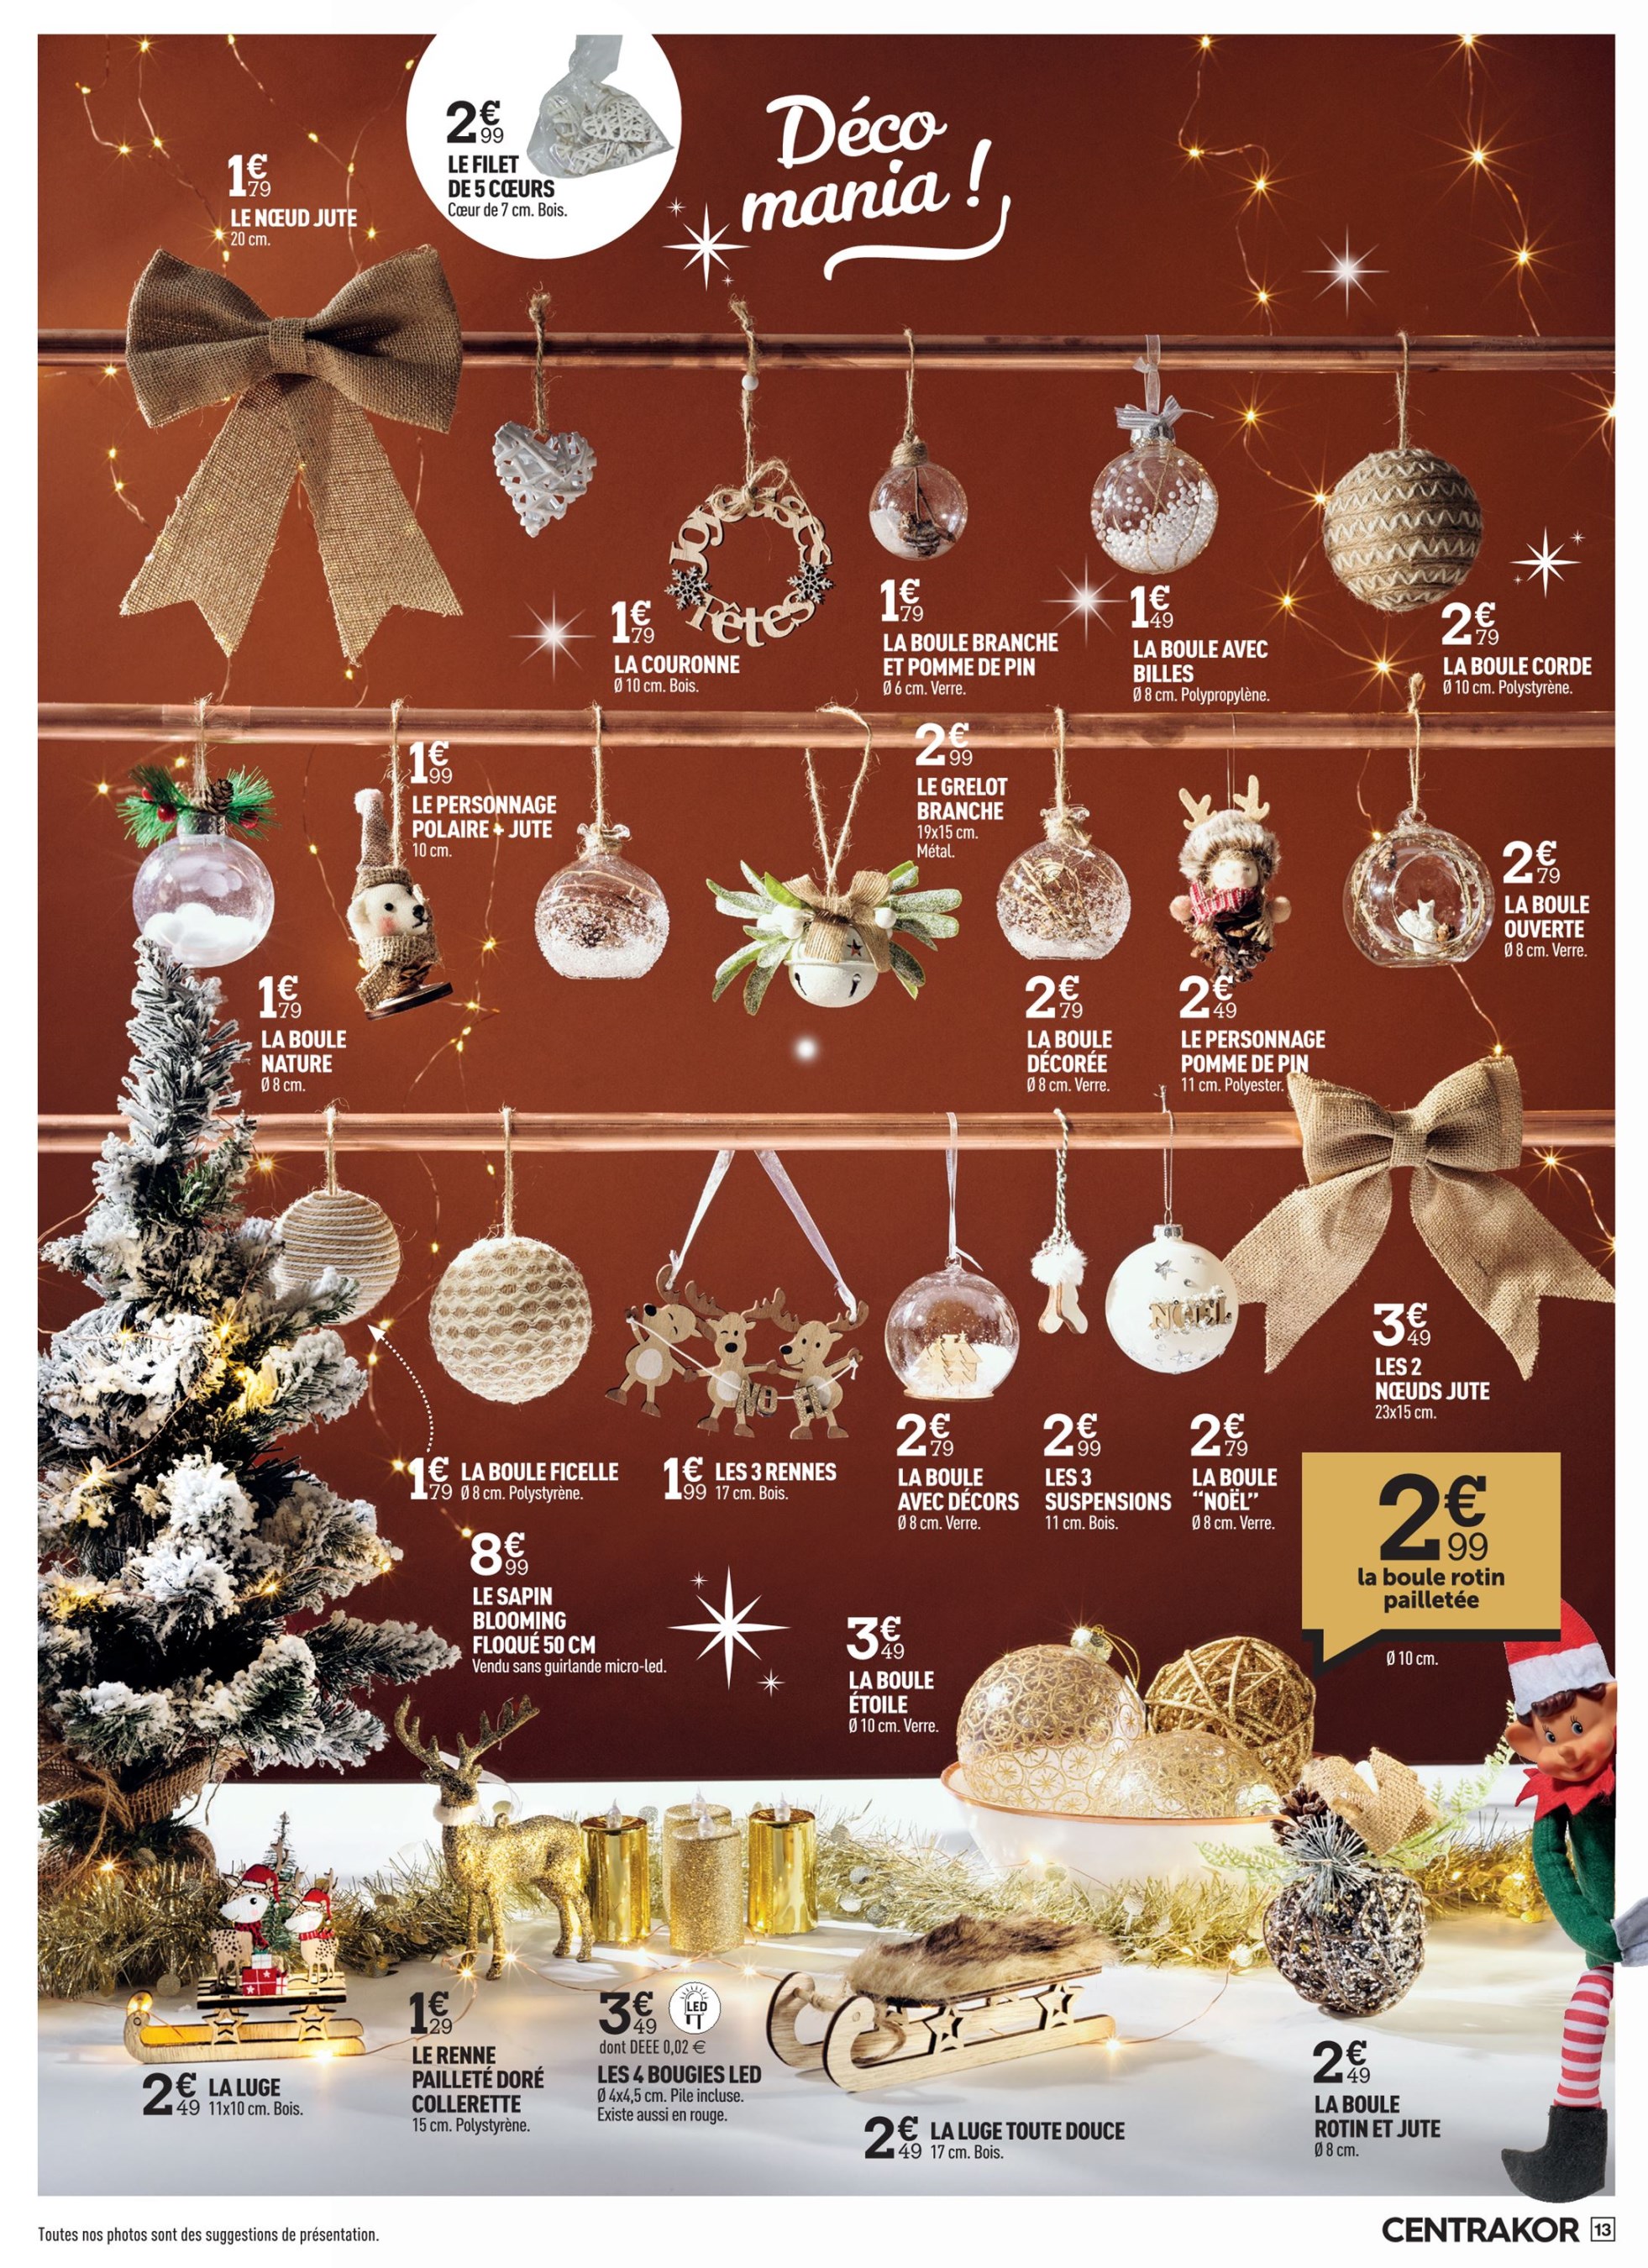 2€99
LE FILET
DE 5 CŒURS
Cœur de 7 cm. Bois.
Déco
mania !
1€79
LE NŒUD JUTE
20 cm.
Joyeuses
Fêtes
1€79
LA COURONNE
Ø 10 cm. Bois.
1€79
LA BOULE BRANCHE
ET POMME DE PIN
Ø 6 cm. Verre.
1€49
LA BOULE AVEC
BILLES
Ø 8 cm. Polypropylène.
2€79
LA BOULE CORDE
Ø 10 cm. Polystyrène.
1€99
LE PERSONNAGE
POLAIRE + JUTE
10 cm.
2€99
LE GRELOT
BRANCHE
19x15 cm.
Métal.
2€79
LA BOULE
OUVERTE
Ø 8 cm. Verre.
1€79
LA BOULE
NATURE
Ø 8 cm.
2€79
LA BOULE
DÉCORÉE
Ø 8 cm. Verre.
2€49
LE PERSONNAGE
POMME DE PIN
11 cm. Polyester.
NOEL
NOËL
3€49
LES 2
NŒUDS JUTE
23x15 cm.
1€79
LA BOULE FICELLE
Ø 8 cm. Polystyrène.
1€99
LES 3 RENNES
17 cm. Bois.
2€79
LA BOULE
AVEC DÉCORS
Ø 8 cm. Verre.
2€99
LES 3
SUSPENSIONS
11 cm. Bois.
2€79
LA BOULE
“NOËL”
Ø 8 cm. Verre.
2€99
la boule rotin
pailletée
Ø 10 cm.
8€99
LE SAPIN
BLOOMING
FLOQUÉ 50 CM
Vendu sans guirlande micro-led.
3€49
LA BOULE
ÉTOILE
Ø 10 cm. Verre.
2€49
LA LUGE
11x10 cm. Bois.
1€29
LE RENNE
PAILLETÉ DORÉ
COLLERETTE
15 cm. Polystyrène.
3€49
LED
dont DEEE 0,02 €
LES 4 BOUGIES LED
Ø 4x4,5 cm. Pile incluse.
Existe aussi en rouge.
2€49
LA LUGE TOUTE DOUCE
17 cm. Bois.
2€49
LA BOULE
ROTIN ET JUTE
Ø 8 cm.
Toutes nos photos sont des suggestions de présentation.
CENTRAKOR 13